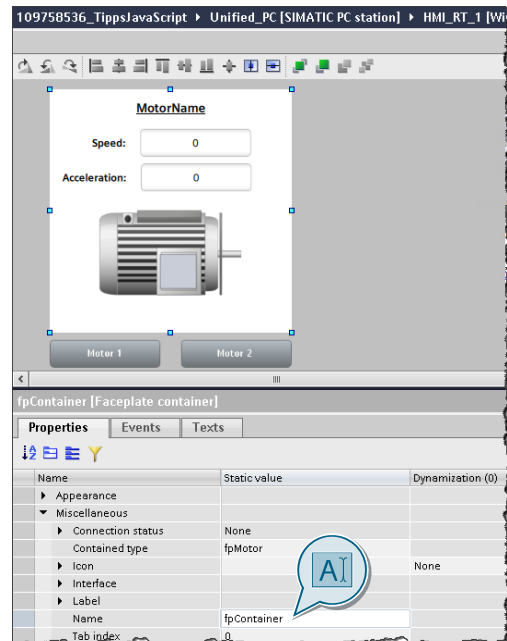 109758536_TippsJavaScript ▸ Unified_PC [SIMATIC PC station] ▸ HMI_RT_1
MotorName
Speed: 0
Acceleration: 0
Motor 1 Motor 2
fpContainer [Faceplate container]
Properties Events Texts
Name Static value Dynamization (0)
Appearance
Miscellaneous
Connection status None
Contained type fpMotor
Icon None
Interface
Label
Name fpContainer
Tab index 0
A